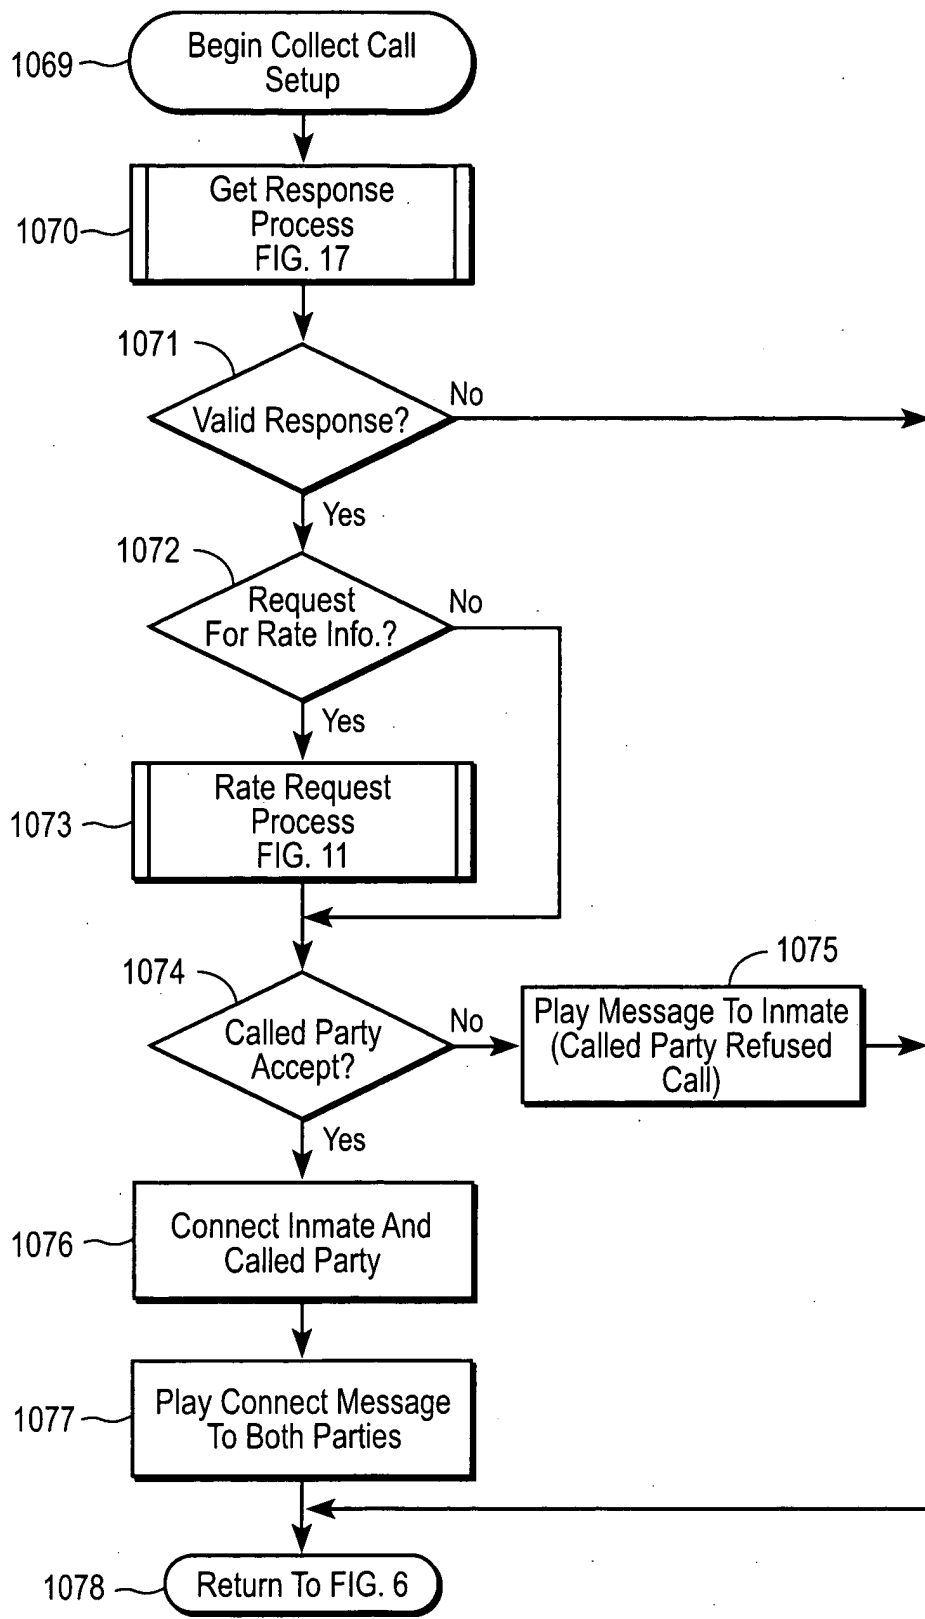 1069
Begin Collect Call
Setup
1070
Get Response
Process
FIG. 17
1071
Valid Response?
No
Yes
1072
Request
For Rate Info.?
No
Yes
1073
Rate Request
Process
FIG. 11
1074
Called Party
Accept?
No
1075
Play Message To Inmate
(Called Party Refused
Call)
Yes
1076
Connect Inmate And
Called Party
1077
Play Connect Message
To Both Parties
1078
Return To FIG. 6